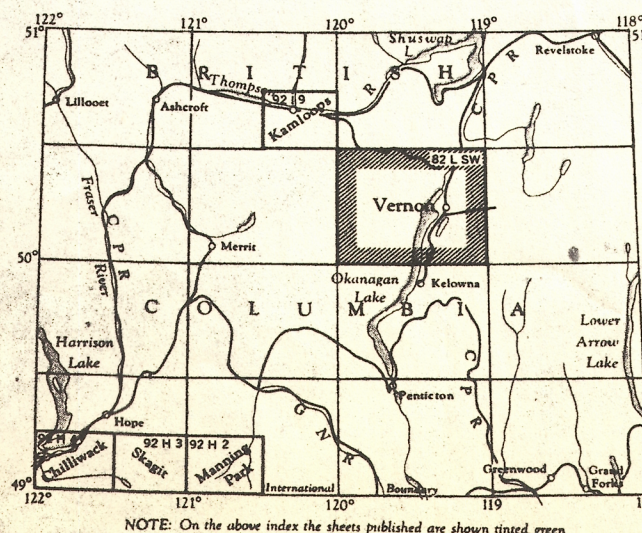 122° 121° 120° 119° 118°
51°
Shuswap
L
Revelstoke
B R I T I S H
Thompson
R
C P R
92 I 9
Lillooet
Ashcroft
Kamloops
82 L SW
Vernon
Fraser
River
C P R
Merrit
50°
Okanagan
Lake
Kelowna
C O L U M B I A
Harrison
Lake
Lower
Arrow
Lake
C P R
Penticton
Hope
G N R
92 H 3
92 H 2
Chilliwack
Skagit
Manning
Park
Greenwood
Grand
Forks
International Boundary
49°
122° 121° 120° 119°
NOTE: On the above index the sheets published are shown tinted green